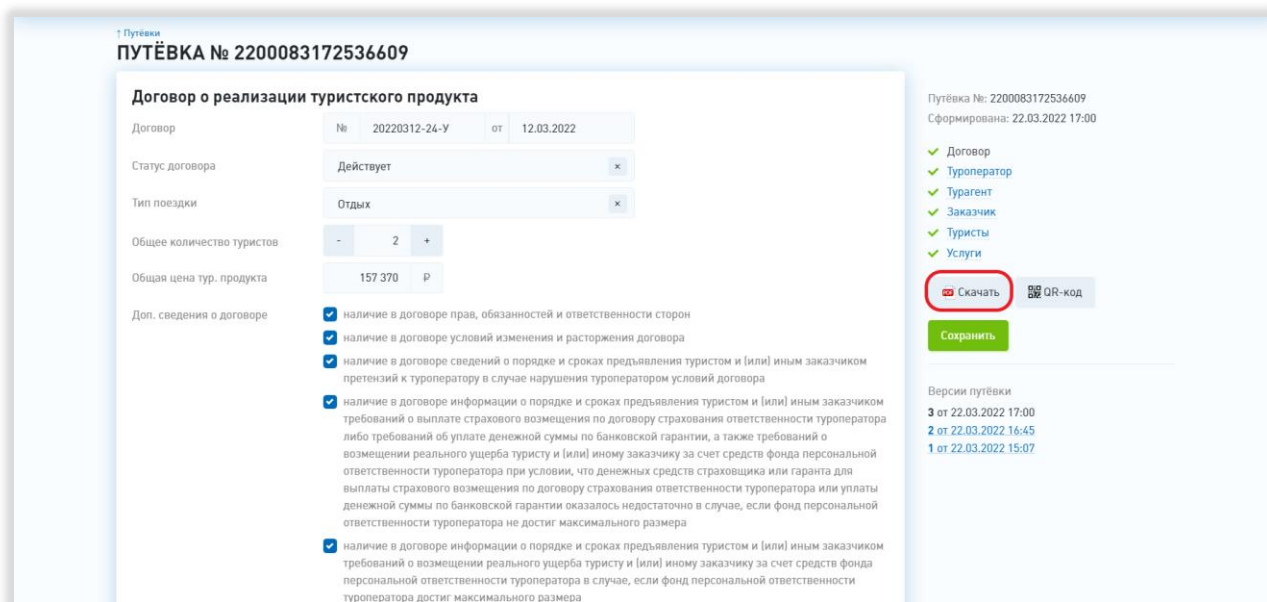 ↑ Путёвки
ПУТЁВКА № 2200083172536609
Договор о реализации туристского продукта
Договор № 20220312-24-У от 12.03.2022
Статус договора Действует ×
Тип поездки Отдых ×
Общее количество туристов - 2 +
Общая цена тур. продукта 157 370 ₽
Доп. сведения о договоре наличие в договоре прав, обязанностей и ответственности сторон
наличие в договоре условий изменения и расторжения договора
наличие в договоре сведений о порядке и сроках предъявления туристом и (или) иным заказчиком
претензий к туроператору в случае нарушения туроператором условий договора
наличие в договоре информации о порядке и сроках предъявления туристом и (или) иным заказчиком
требований о выплате страхового возмещения по договору страхования ответственности туроператора
либо требований об уплате денежной суммы по банковской гарантии, а также требований о
возмещении реального ущерба туристу и (или) иному заказчику за счет средств фонда персональной
ответственности туроператора при условии, что денежных средств страховщика или гаранта для
выплаты страхового возмещения по договору страхования ответственности туроператора или уплаты
денежной суммы по банковской гарантии оказалось недостаточно в случае, если фонд персональной
ответственности туроператора не достиг максимального размера
наличие в договоре информации о порядке и сроках предъявления туристом и (или) иным заказчиком
требований о возмещении реального ущерба туристу и (или) иному заказчику за счет средств фонда
персональной ответственности туроператора в случае, если фонд персональной ответственности
туроператора достиг максимального размера
Путёвка №: 2200083172536609
Сформирована: 22.03.2022 17:00
Договор
Туроператор
Турагент
Заказчик
Туристы
Услуги
PDF Скачать QR-код
Сохранить
Версии путёвки
3 от 22.03.2022 17:00
2 от 22.03.2022 16:45
1 от 22.03.2022 15:07